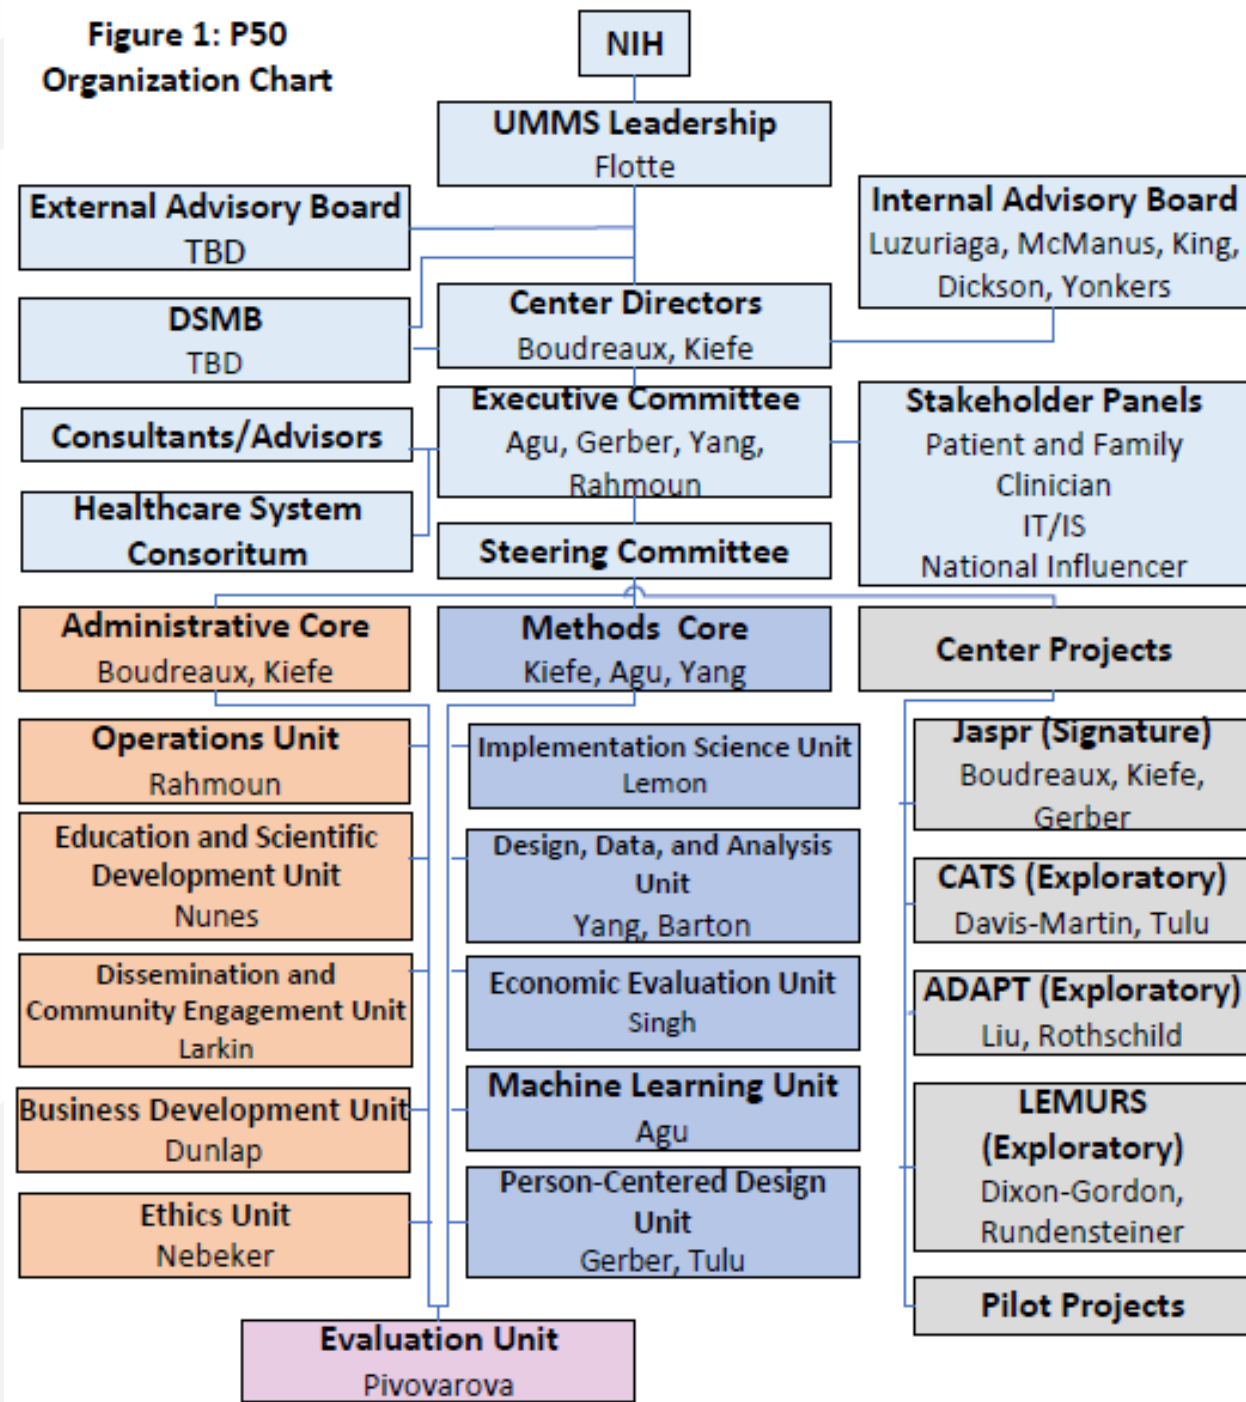 Figure 1: P50
Organization Chart
NIH
UMMS Leadership
Flotte
External Advisory Board
TBD
Internal Advisory Board
Luzuriaga, McManus, King,
Dickson, Yonkers
DSMB
TBD
Center Directors
Boudreaux, Kiefe
Executive Committee
Agu, Gerber, Yang,
Rahmoun
Stakeholder Panels
Patient and Family
Clinician
IT/IS
National Influencer
Consultants/Advisors
Healthcare System
Consoritum
Steering Committee
Administrative Core
Boudreaux, Kiefe
Methods Core
Kiefe, Agu, Yang
Center Projects
Operations Unit
Rahmoun
Education and Scientific
Development Unit
Nunes
Dissemination and
Community Engagement Unit
Larkin
Business Development Unit
Dunlap
Ethics Unit
Nebeker
Implementation Science Unit
Lemon
Design, Data, and Analysis
Unit
Yang, Barton
Economic Evaluation Unit
Singh
Machine Learning Unit
Agu
Person-Centered Design
Unit
Gerber, Tulu
Jaspr (Signature)
Boudreaux, Kiefe,
Gerber
CATS (Exploratory)
Davis-Martin, Tulu
ADAPT (Exploratory)
Liu, Rothschild
LEMURS
(Exploratory)
Dixon-Gordon,
Rundensteiner
Pilot Projects
Evaluation Unit
Pivovarova